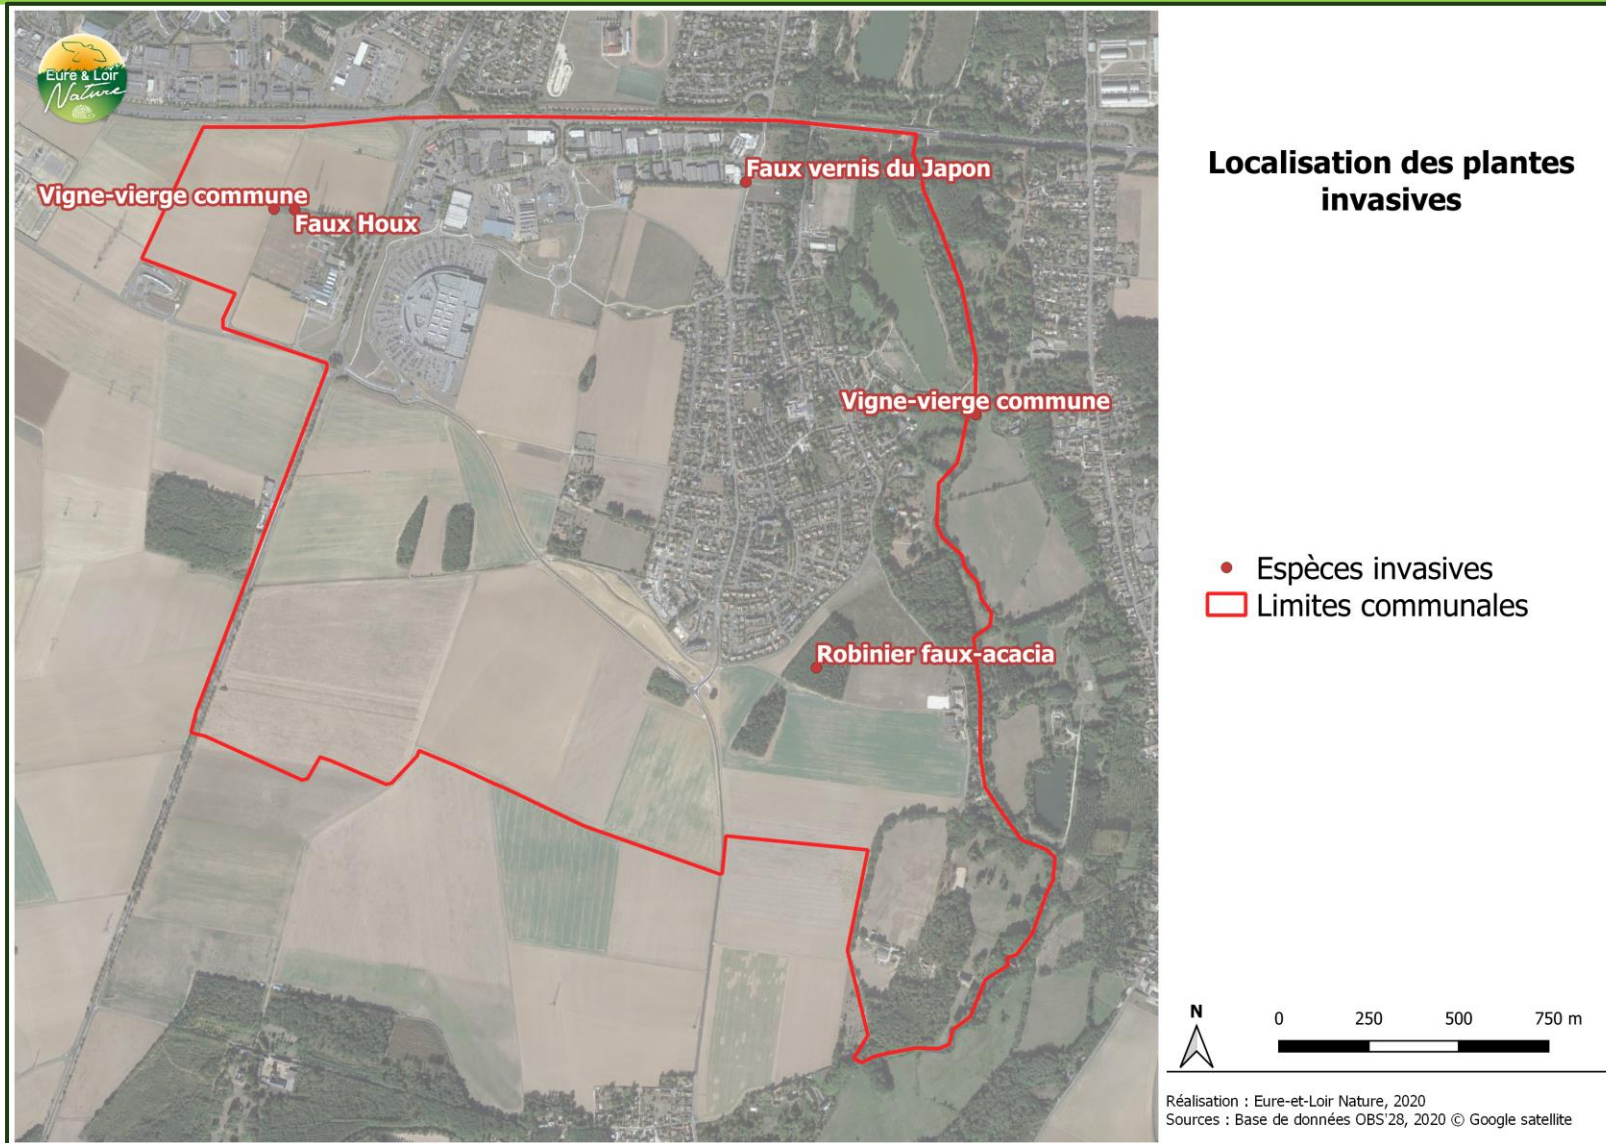 Eure & Loir
Nature
Localisation des plantes
invasives
Faux vernis du Japon
Vigne-vierge commune
Faux Houx
Vigne-vierge commune
Robinier faux-acacia
Espèces invasives
Limites communales
N
0 250 500 750 m
Réalisation : Eure-et-Loir Nature, 2020
Sources : Base de données OBS'28, 2020 © Google satellite